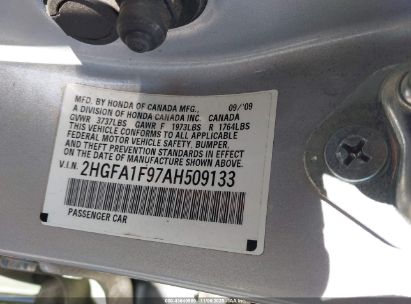 MFD. BY HONDA OF CANADA MFG., 09/'09
A DIVISION OF HONDA CANADA INC. CANADA
GVWR 3737LBS GAWR F 1973LBS R 1764LBS
THIS VEHICLE CONFORMS TO ALL APPLICABLE
FEDERAL MOTOR VEHICLE SAFETY, BUMPER,
AND THEFT PREVENTION STANDARDS IN EFFECT
ON THE DATE OF MANUFACTURE SHOWN ABOVE.
V.I.N. 2HGFA1F97AH509133
PASSENGER CAR